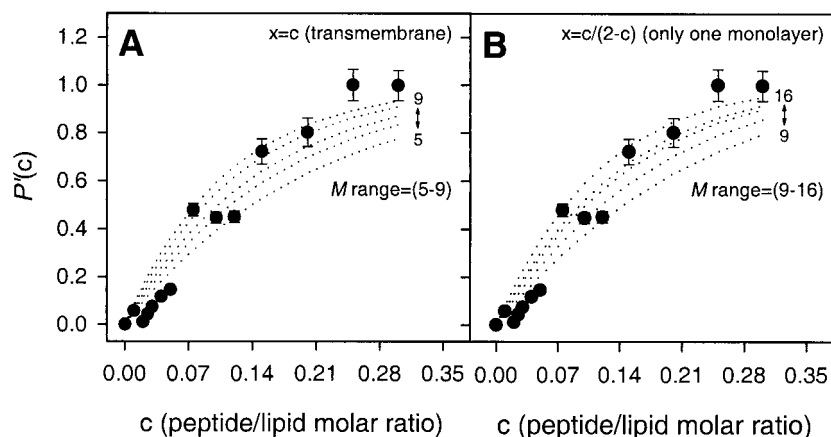 A
x=c (transmembrane)
9
5
M range=(5-9)
1.2
1.0
0.8
0.6
0.4
0.2
0.0
P'(c)
0.00 0.07 0.14 0.21 0.28 0.35
c (peptide/lipid molar ratio)
B
x=c/(2-c) (only one monolayer)
16
9
M range=(9-16)
0.00 0.07 0.14 0.21 0.28 0.35
c (peptide/lipid molar ratio)